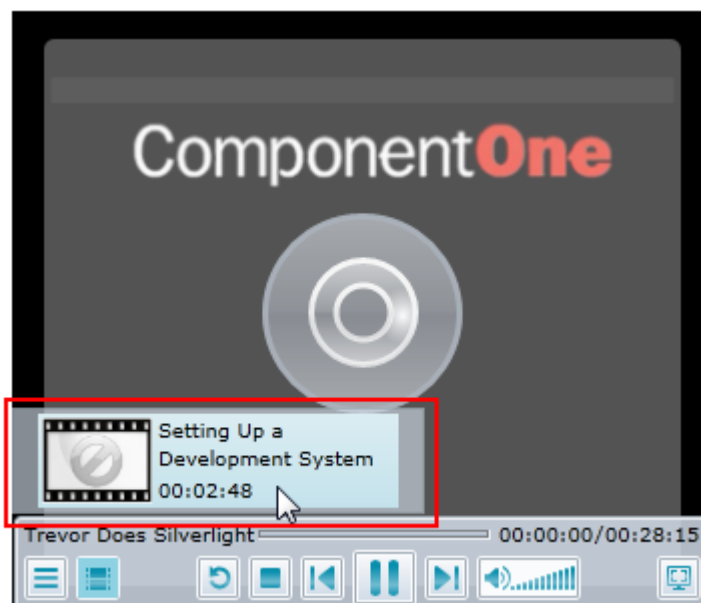 ComponentOne
Setting Up a
Development System
00:02:48
Trevor Does Silverlight 00:00:00/00:28:15